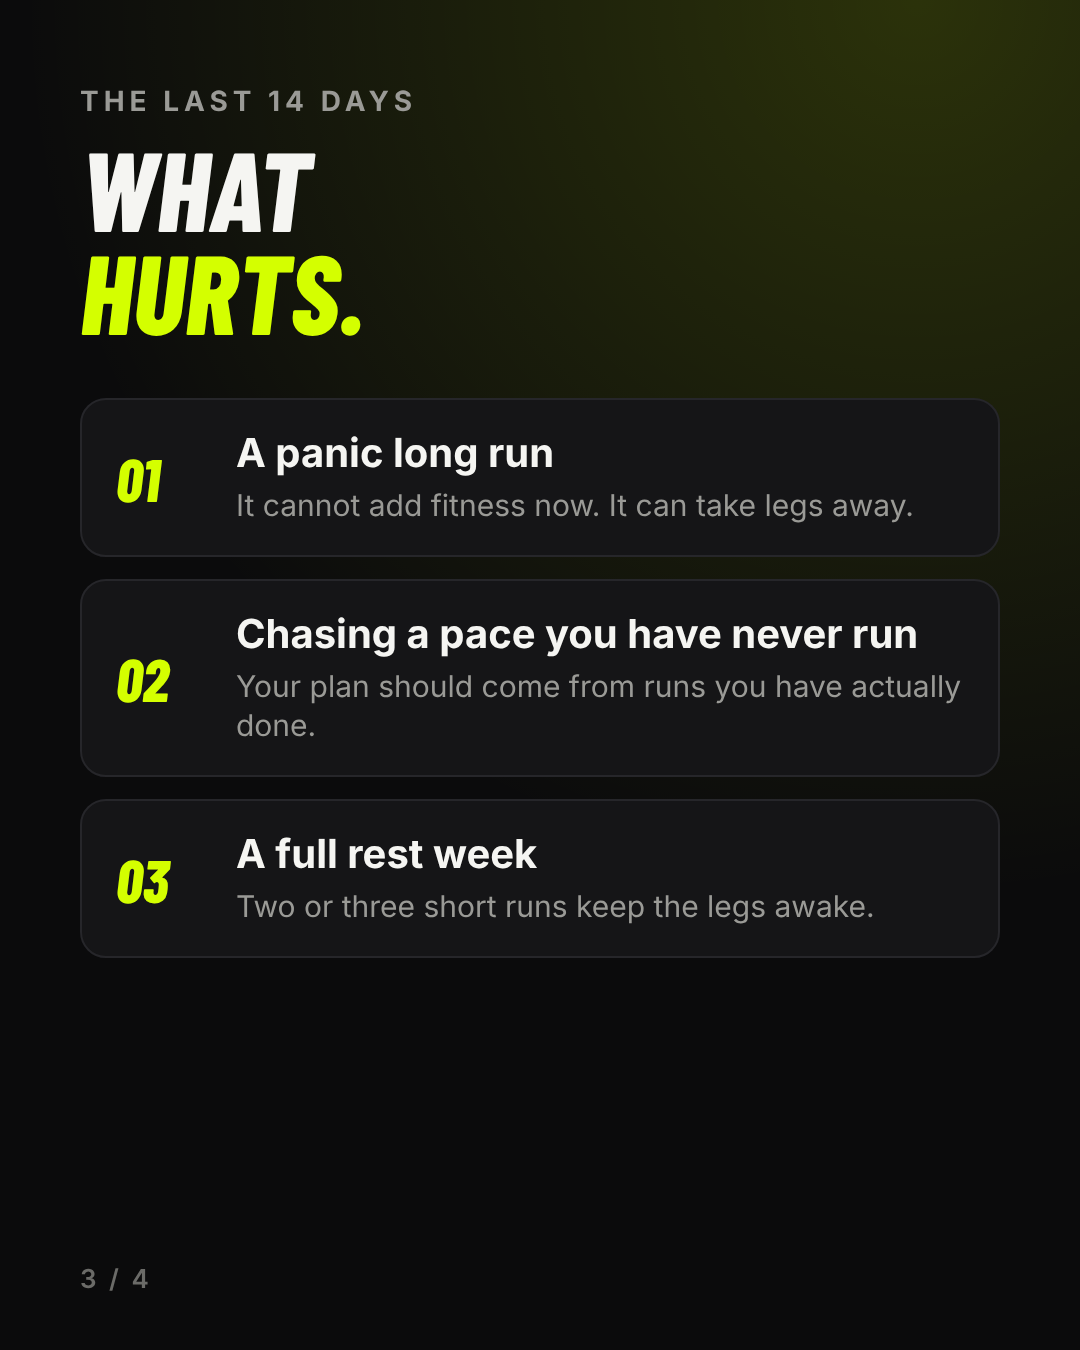 THE LAST 14 DAYS
WHAT
HURTS.
01
A panic long run
It cannot add fitness now. It can take legs away.
02
Chasing a pace you have never run
Your plan should come from runs you have actually
done.
03
A full rest week
Two or three short runs keep the legs awake.
3 / 4